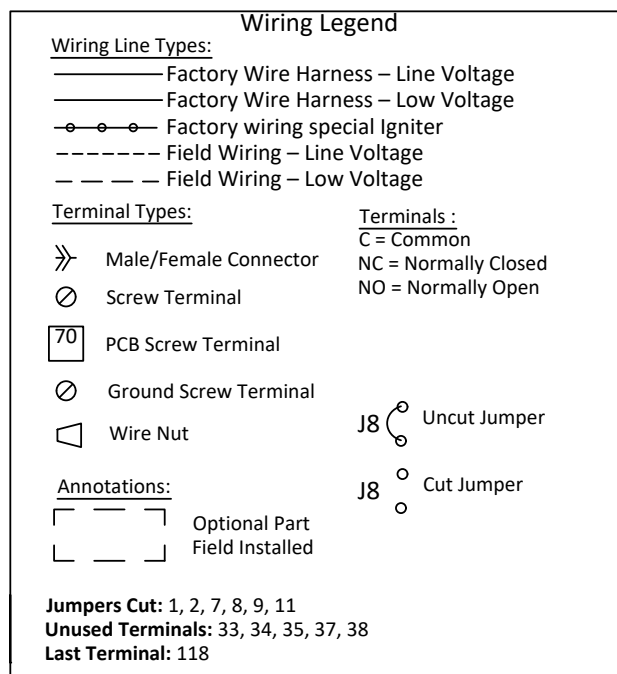 Wiring Legend
Wiring Line Types:
Factory Wire Harness – Line Voltage
Factory Wire Harness – Low Voltage
Factory wiring special Igniter
Field Wiring – Line Voltage
Field Wiring – Low Voltage
Terminal Types:
Male/Female Connector
Screw Terminal
70 PCB Screw Terminal
Ground Screw Terminal
Wire Nut
Terminals :
C = Common
NC = Normally Closed
NO = Normally Open
J8 Uncut Jumper
J8 Cut Jumper
Annotations:
Optional Part
Field Installed
Jumpers Cut: 1, 2, 7, 8, 9, 11
Unused Terminals: 33, 34, 35, 37, 38
Last Terminal: 118